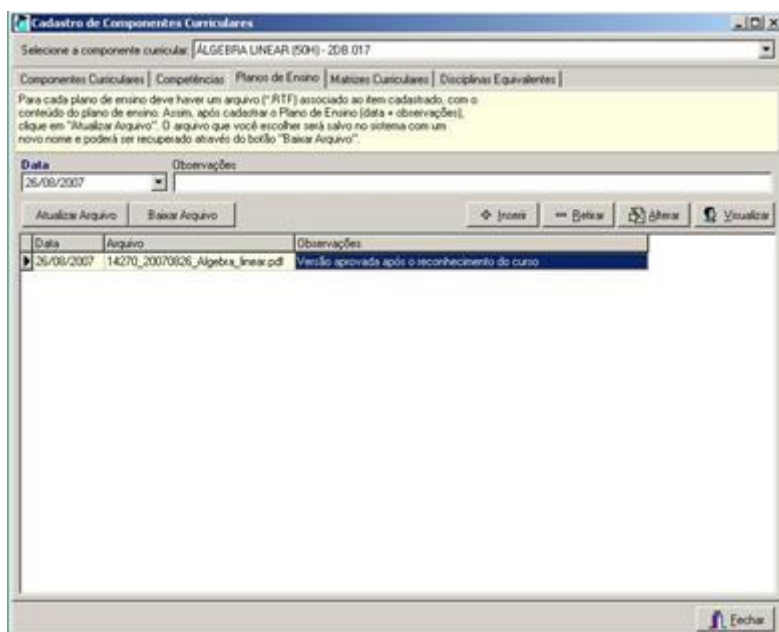 Cadastro de Componentes Curriculares
Selecione a componente curricular: ÁLGEBRA LINEAR (50H) - 2DB.017
Componentes Curriculares Competências Planos de Ensino Matrizes Curriculares Disciplinas Equivalentes
Para cada plano de ensino deve haver um arquivo (*.RTF) associado ao item cadastrado, com o
conteúdo do plano de ensino. Assim, após cadastrar o Plano de Ensino (data + observações),
clique em "Atualizar Arquivo". O arquivo que você escolher será salvo no sistema com um
novo nome e poderá ser recuperado através do botão "Baixar Arquivo".
Data Observações
26/08/2007
Atualizar Arquivo Baixar Arquivo Inserir Retirar Alterar Visualizar
Data Arquivo Observações
26/08/2007 14270_20070826_Algebra_linear.pdf Versão aprovada após o reconhecimento do curso
Fechar